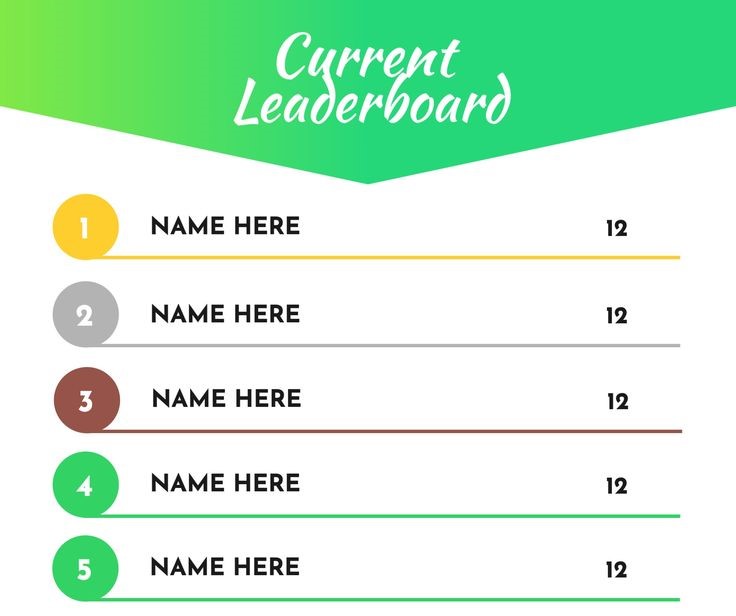 Current
Leaderboard
1 NAME HERE 12
2 NAME HERE 12
3 NAME HERE 12
4 NAME HERE 12
5 NAME HERE 12